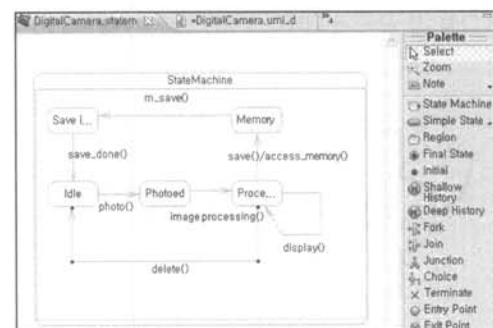 DigitalCamera.statem
*DigitalCamera.uml_d
StateMachine
m_save()
Save I...
Memory
save_done()
save()/access_memory()
Idle
Photoed
Proce...
photo()
image processing()
display()
delete()
Palette
Select
Zoom
Note
State Machine
Simple State
Region
Final State
Initial
Shallow
History
Deep History
Fork
Join
Junction
Choice
Terminate
Entry Point
Exit Point